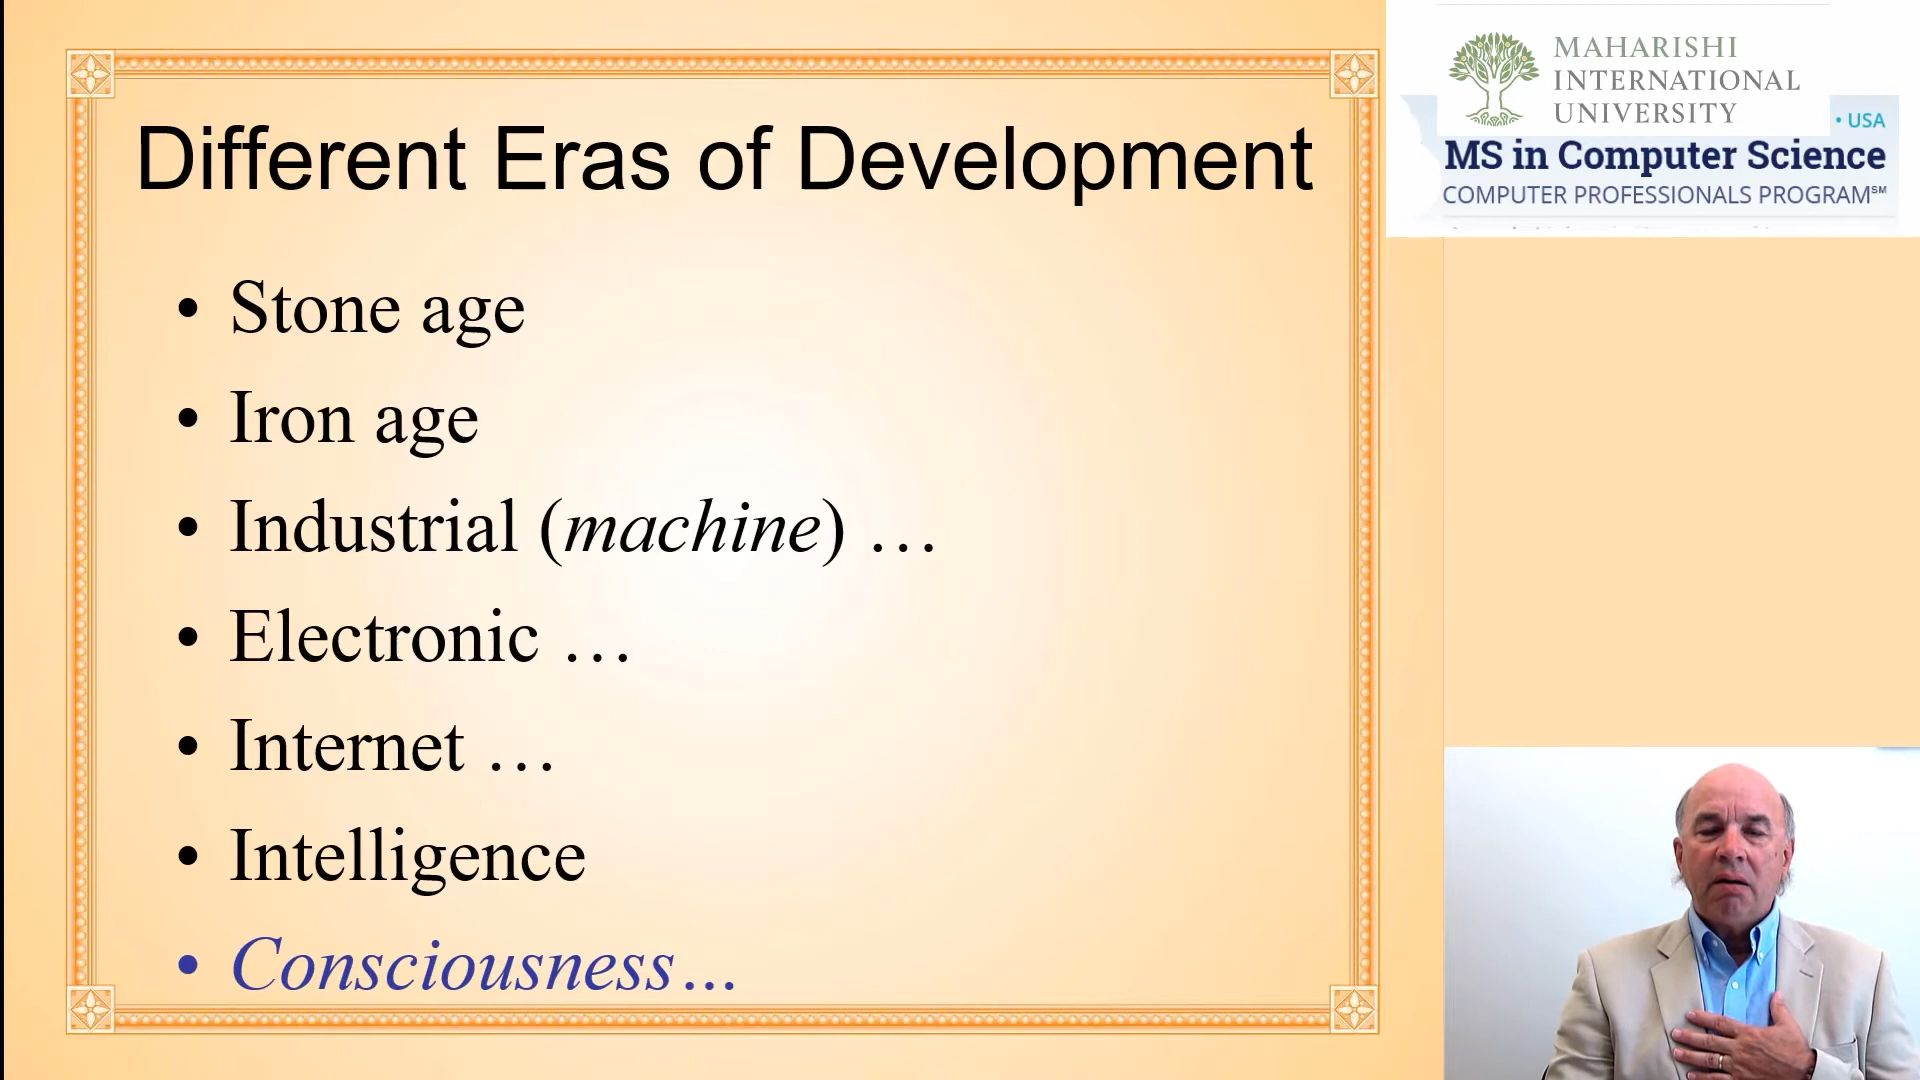 Different Eras of Development
• Stone age
• Iron age
• Industrial (machine) …
• Electronic …
• Internet …
• Intelligence
• Consciousness…
MAHARISHI
INTERNATIONAL
UNIVERSITY
• USA
MS in Computer Science
COMPUTER PROFESSIONALS PROGRAM℠